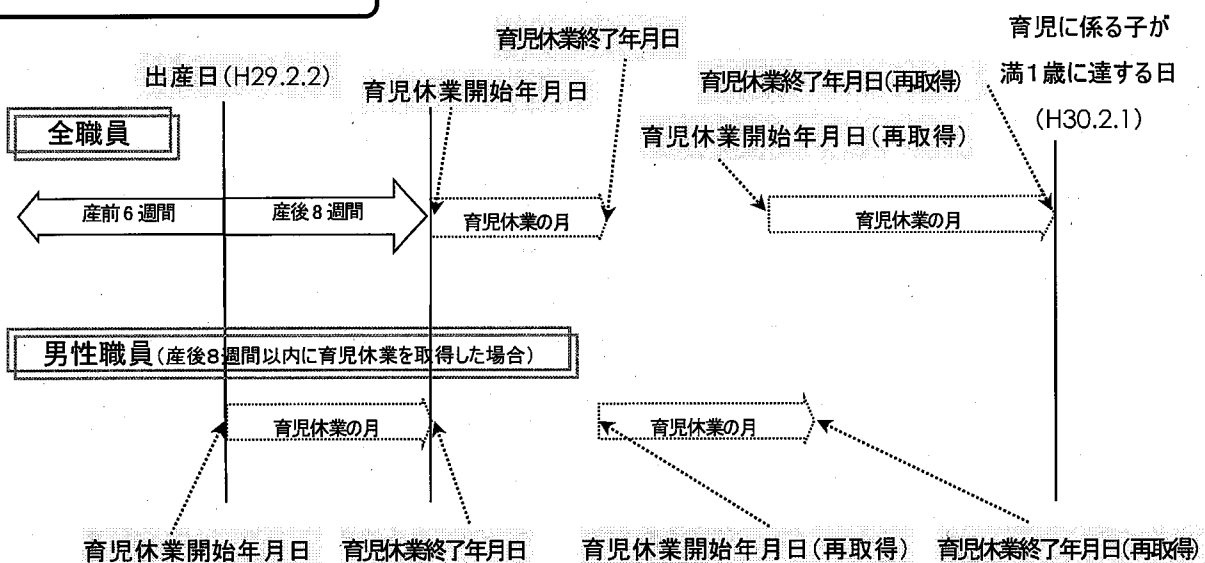 育児に係る子が
満1歳に達する日
(H30.2.1)
育児休業終了年月日
出産日(H29.2.2)
育児休業開始年月日
育児休業終了年月日(再取得)
育児休業開始年月日(再取得)
全職員
産前6週間
産後8週間
育児休業の月
育児休業の月
男性職員(産後8週間以内に育児休業を取得した場合)
育児休業の月
育児休業の月
育児休業開始年月日
育児休業終了年月日
育児休業開始年月日(再取得)
育児休業終了年月日(再取得)